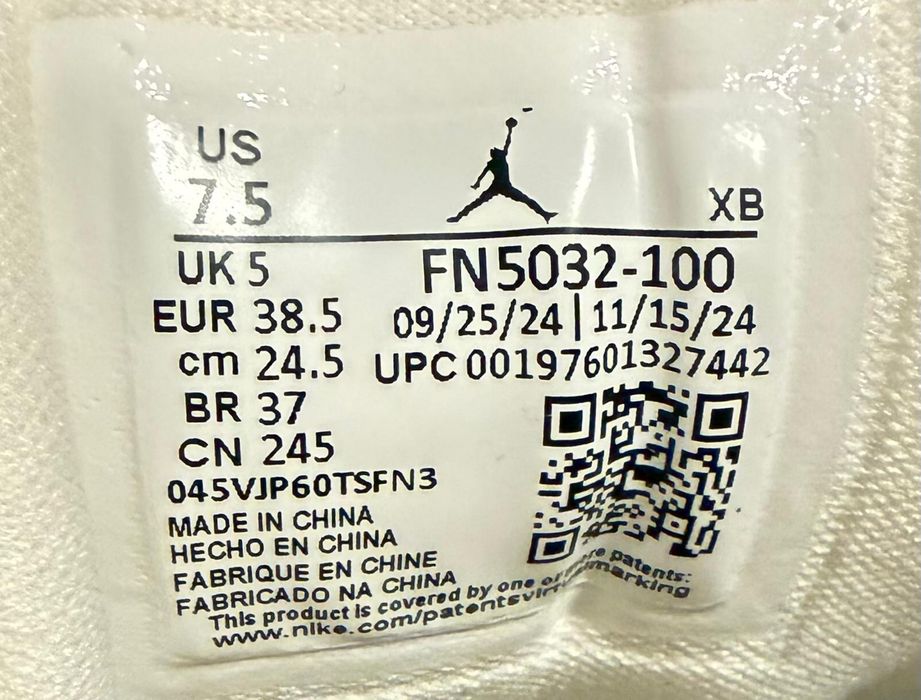 US
7.5
XB
UK 5
FN5032-100
EUR 38.5
09/25/24 | 11/15/24
cm 24.5
UPC 00197601327442
BR 37
CN 245
045VJP60TSFN3
MADE IN CHINA
HECHO EN CHINA
FABRIQUE EN CHINE
FABRICADO NA CHINA
This product is covered by one or more patents:
www.nike.com/patentsvirtualmarking